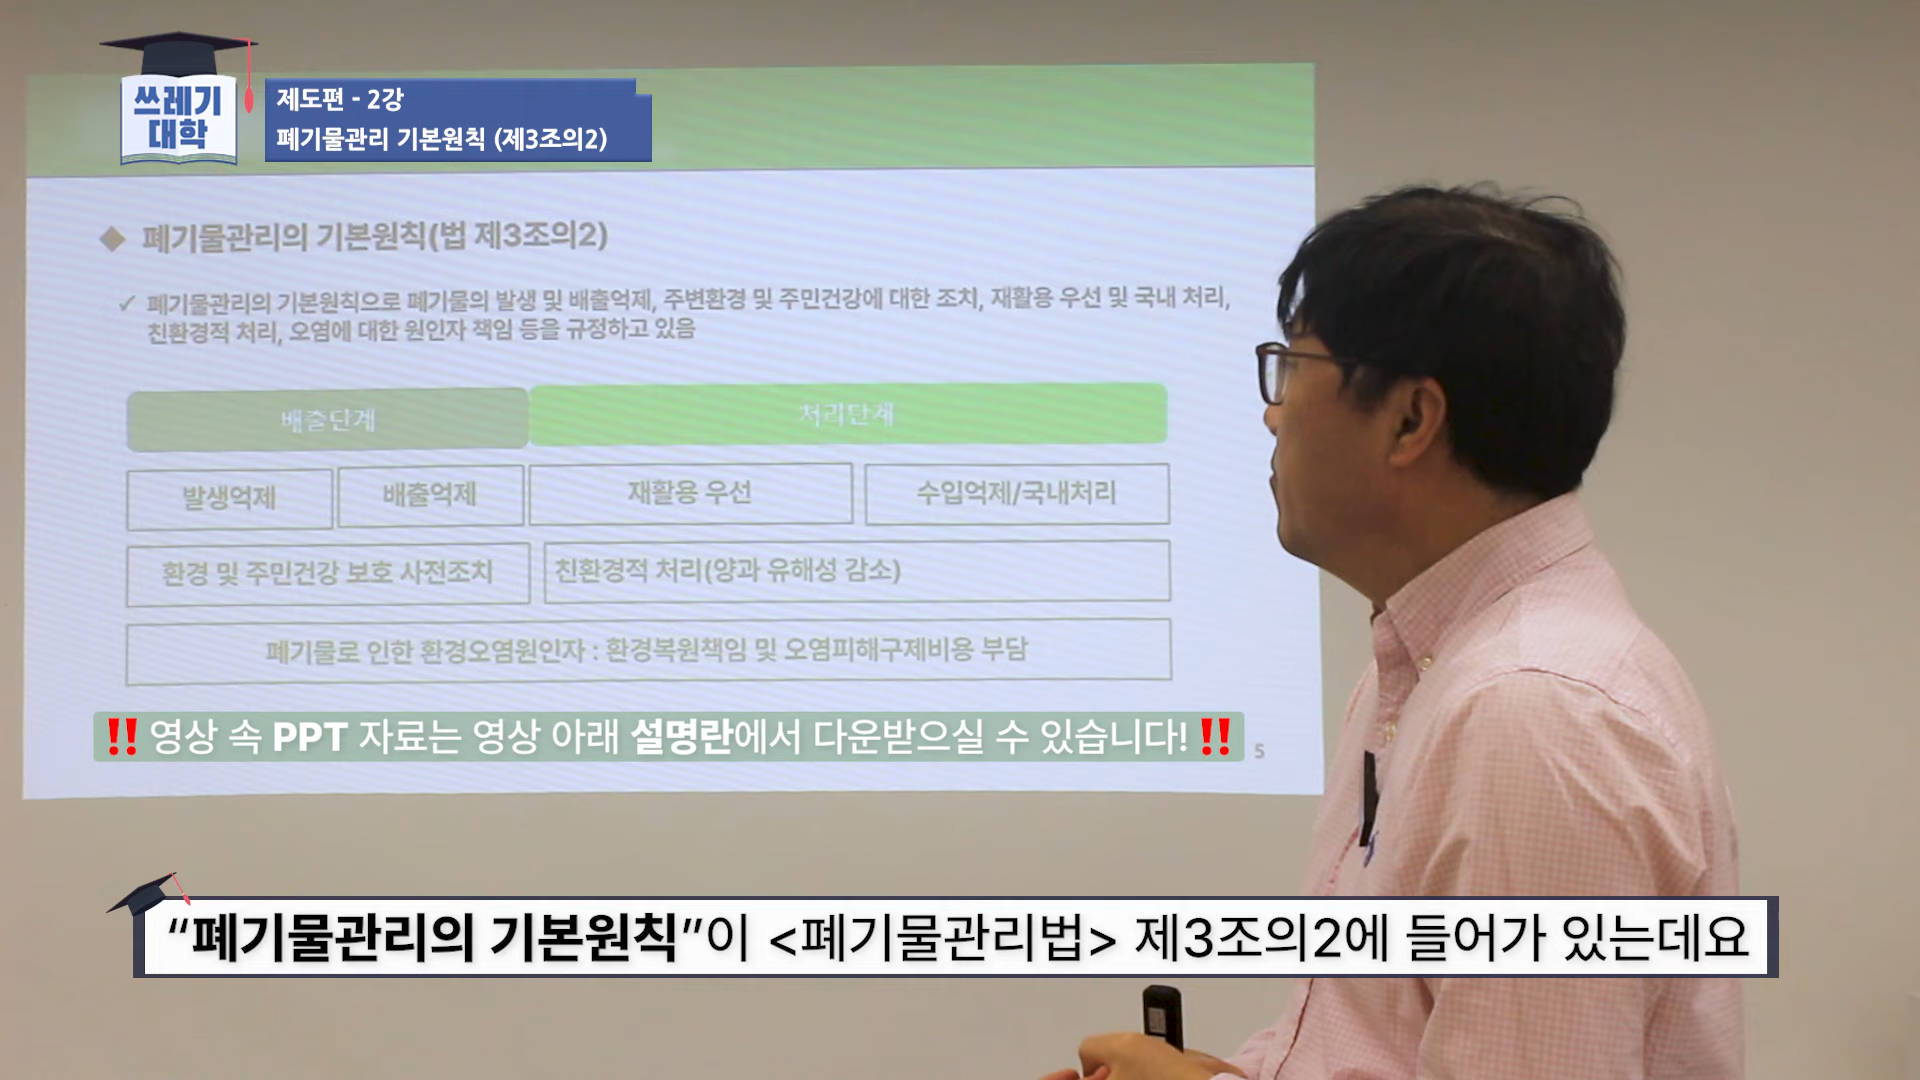 쓰레기
대학
제도편 - 2강
폐기물관리 기본원칙 (제3조의2)
◆ 폐기물관리의 기본원칙(법 제3조의2)
✓ 폐기물관리의 기본원칙으로 폐기물의 발생 및 배출억제, 주변환경 및 주민건강에 대한 조치, 재활용 우선 및 국내 처리,
친환경적 처리, 오염에 대한 원인자 책임 등을 규정하고 있음
배출단계
처리단계
발생억제
배출억제
재활용 우선
수입억제/국내처리
환경 및 주민건강 보호 사전조치
친환경적 처리(양과 유해성 감소)
폐기물로 인한 환경오염원인자 : 환경복원책임 및 오염피해구제비용 부담
‼ 영상 속 PPT 자료는 영상 아래 설명란에서 다운받으실 수 있습니다! ‼
5
“폐기물관리의 기본원칙”이 <폐기물관리법> 제3조의2에 들어가 있는데요